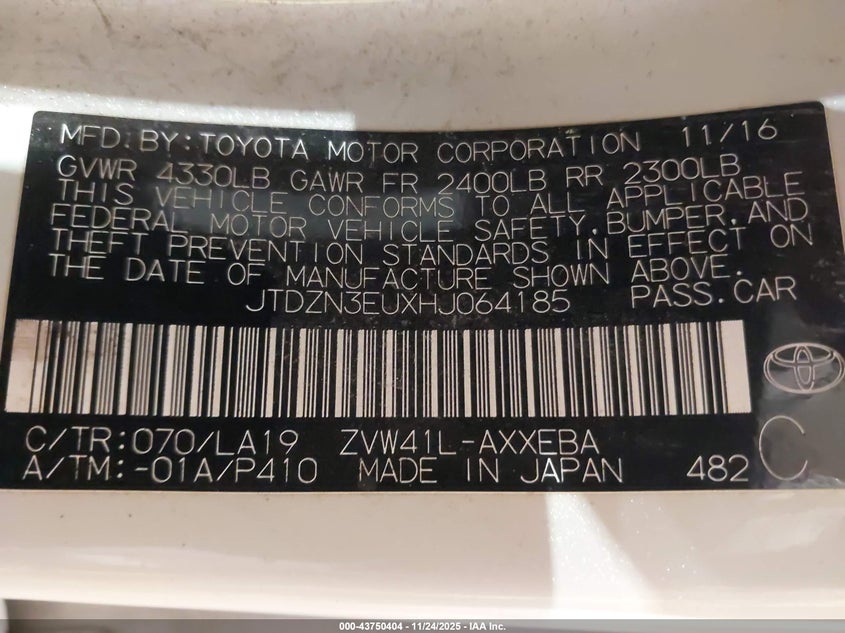 MFD. BY: TOYOTA MOTOR CORPORATION 11/16
GVWR 4330LB GAWR FR 2400LB RR 2300LB
THIS VEHICLE CONFORMS TO ALL APPLICABLE
FEDERAL MOTOR VEHICLE SAFETY, BUMPER, AND
THEFT PREVENTION STANDARDS IN EFFECT ON
THE DATE OF MANUFACTURE SHOWN ABOVE.
JTDZN3EUXHJ064185 PASS. CAR
C/TR: 070/LA19 ZVW41L-AXXEBA C
A/TM: -01A/P410 MADE IN JAPAN 482
000-43750404 - 11/24/2025 - IAA Inc.